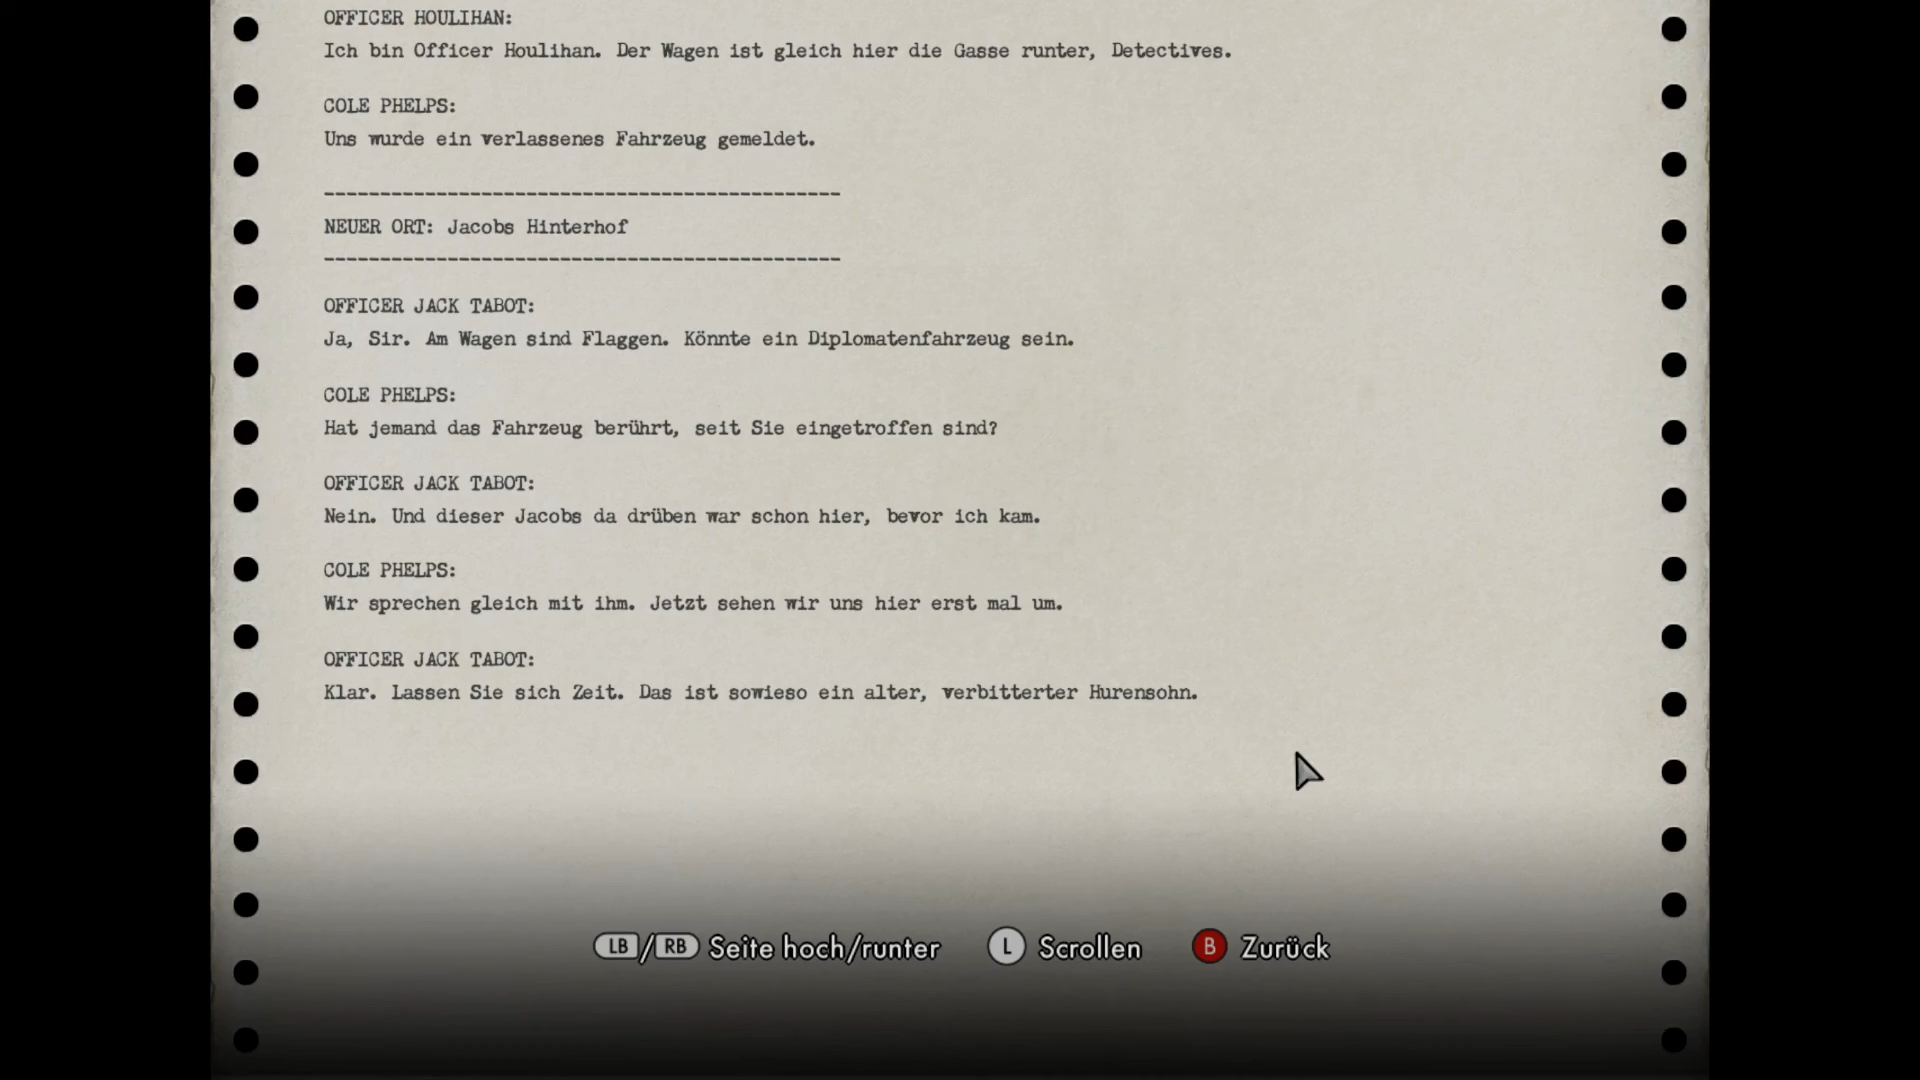 OFFICER HOULIHAN:
Ich bin Officer Houlihan. Der Wagen ist gleich hier die Gasse runter, Detectives.
COLE PHELPS:
Uns wurde ein verlassenes Fahrzeug gemeldet.
----------------------------------------------
NEUER ORT: Jacobs Hinterhof
----------------------------------------------
OFFICER JACK TABOT:
Ja, Sir. Am Wagen sind Flaggen. Könnte ein Diplomatenfahrzeug sein.
COLE PHELPS:
Hat jemand das Fahrzeug berührt, seit Sie eingetroffen sind?
OFFICER JACK TABOT:
Nein. Und dieser Jacobs da drüben war schon hier, bevor ich kam.
COLE PHELPS:
Wir sprechen gleich mit ihm. Jetzt sehen wir uns hier erst mal um.
OFFICER JACK TABOT:
Klar. Lassen Sie sich Zeit. Das ist sowieso ein alter, verbitterter Hurensohn.
LB/RB Seite hoch/runter L Scrollen B Zurück